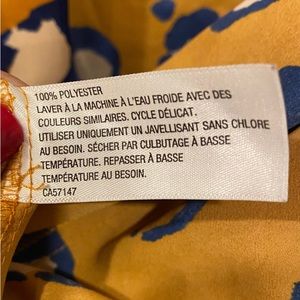 100% POLYESTER
LAVER À LA MACHINE À L'EAU FROIDE AVEC DES
COULEURS SIMILAIRES. CYCLE DÉLICAT.
UTILISER UNIQUEMENT UN JAVELLISANT SANS CHLORE
AU BESOIN. SÉCHER PAR CULBUTAGE À BASSE
TEMPÉRATURE. REPASSER À BASSE
TEMPÉRATURE AU BESOIN.
CA57147